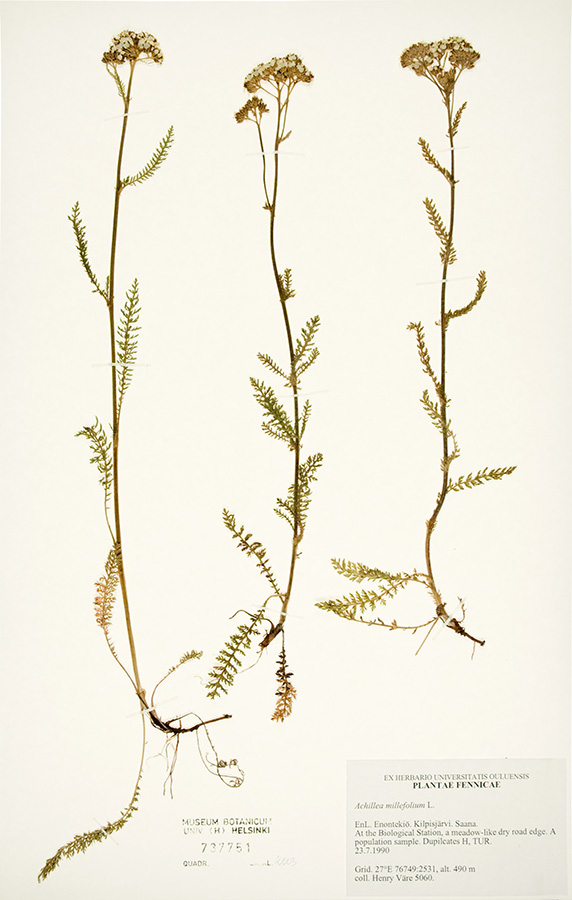 EX HERBARIO UNIVERSITATIS OULUENSIS
PLANTAE FENNICAE
Achillea millefolium L.
EnL. Enontekiö. Kilpisjärvi. Saana.
At the Biological Station, a meadow-like dry road edge. A
population sample. Dupilcates H, TUR.
23.7.1990
Grid. 27°E 76749:2531, alt. 490 m
coll. Henry Väre 5060.
MUSEUM BOTANICUM
UNIV. (H) HELSINKI
737751
QUADR.